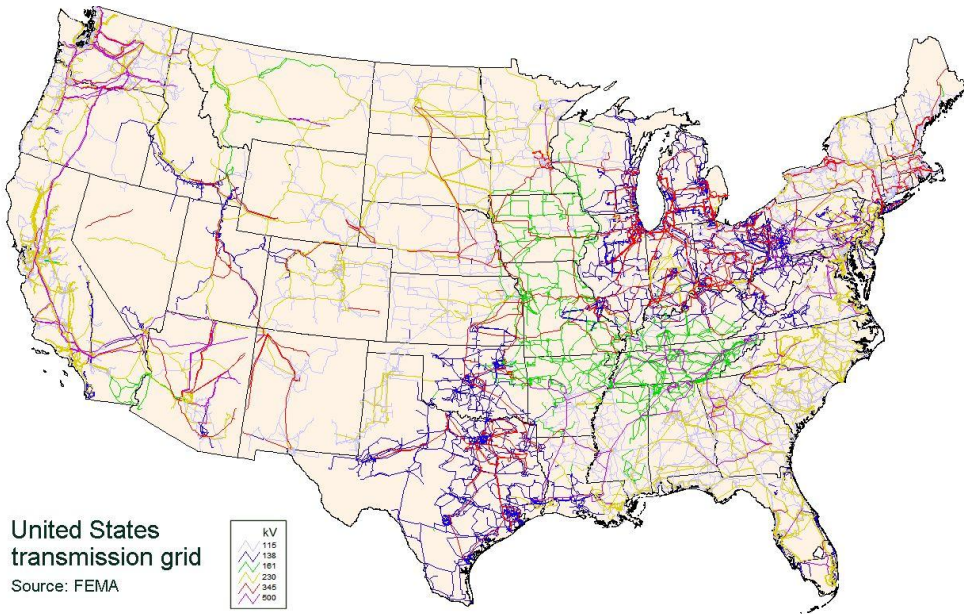 United States
transmission grid
Source: FEMA
kV
115
138
161
230
345
500